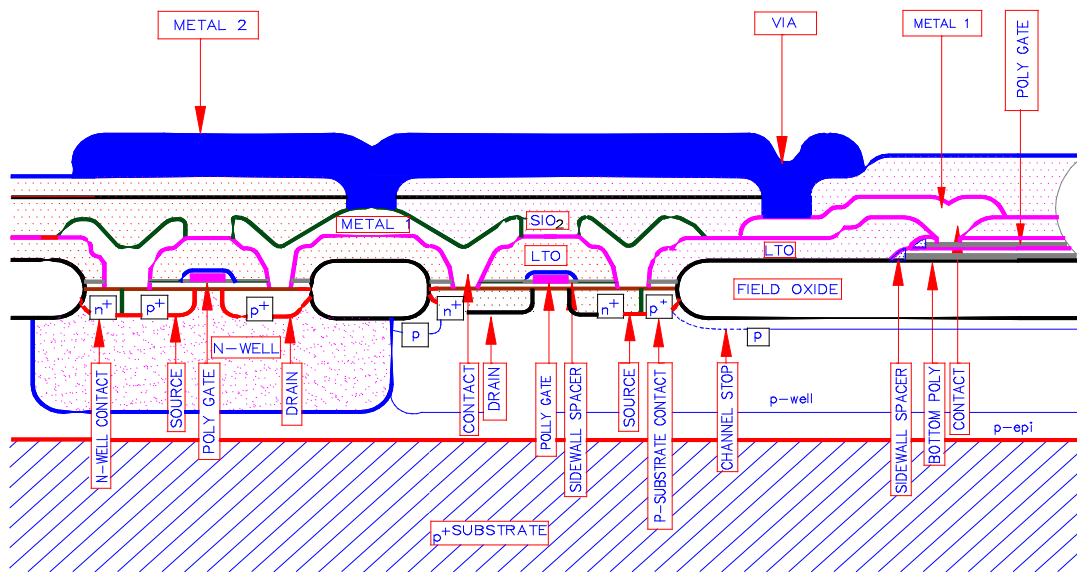 METAL 2
VIA
METAL 1
POLY GATE
METAL 1
SIO2
LTO
LTO
FIELD OXIDE
n+
p+
p+
n+
n+
p+
p
p
N-WELL
N-WELL CONTACT
SOURCE
POLY GATE
DRAIN
CONTACT
DRAIN
POLLY GATE
SIDEWALL SPACER
SOURCE
P-SUBSTRATE CONTACT
CHANNEL STOP
p-well
SIDEWALL SPACER
BOTTOM POLY
CONTACT
p-epi
p+SUBSTRATE